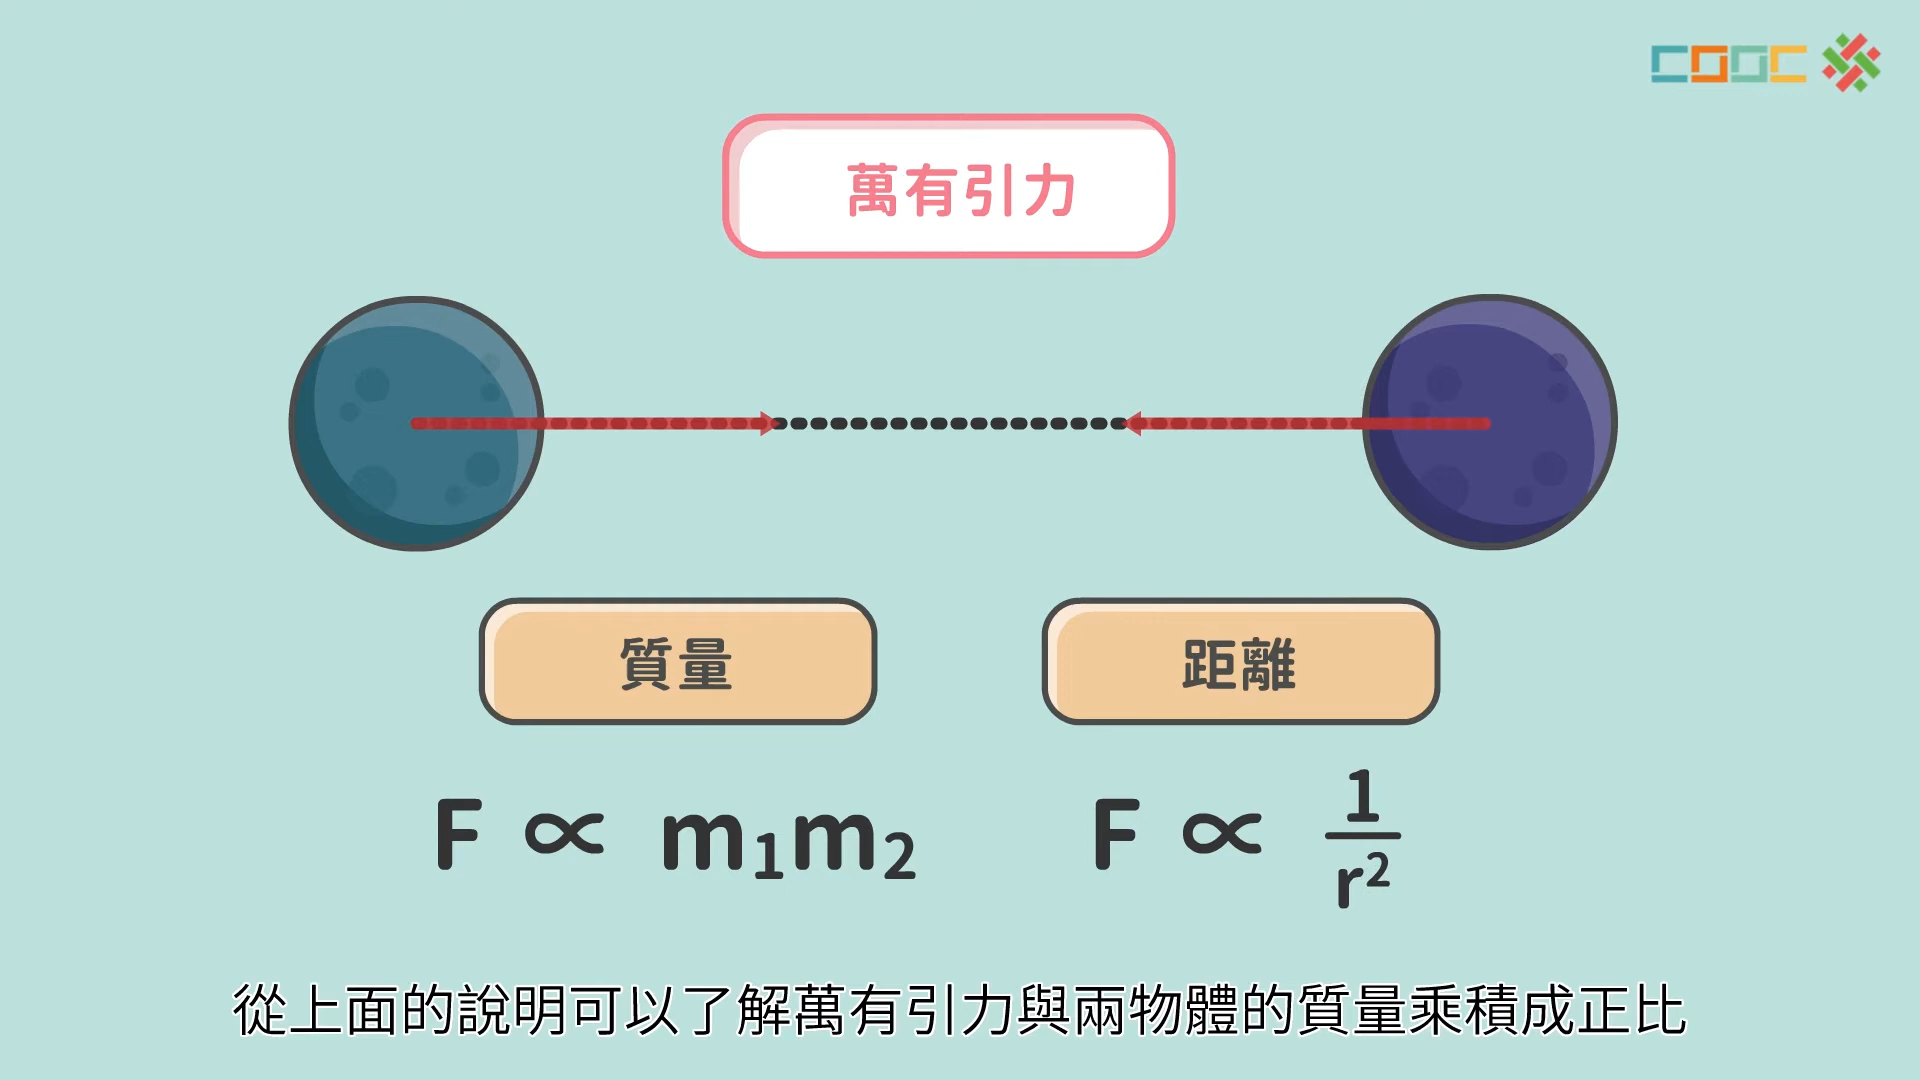 COOC
萬有引力
質量
距離
F ∝ m₁m₂
F ∝ 1/r²
從上面的說明可以了解萬有引力與兩物體的質量乘積成正比